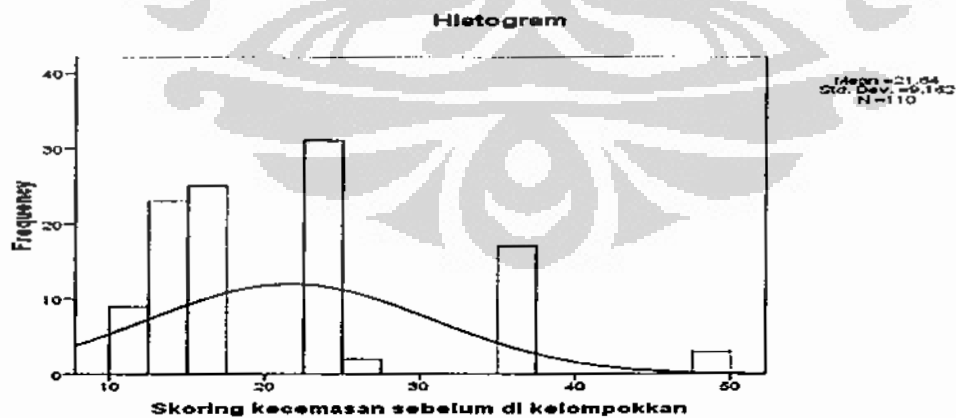 Histogram
Mean =21,64
Std. Dev. =9,162
N =110
Frequency
40
30
20
10
0
10 20 30 40 50
Skoring kecemasan sebelum di kelompokkan